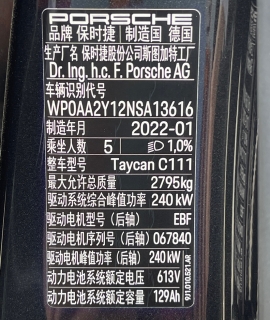 PORSCHE
品牌 保时捷 制造国 德国
生产厂名 保时捷股份公司斯图加特工厂
Dr. Ing. h.c. F. Porsche AG
车辆识别代号
WP0AA2Y12NSA13616
制造年月 2022-01
乘坐人数 5 1,0%
整车型号 Taycan C111
最大允许总质量 2795kg
驱动系统综合峰值功率 240 kW
驱动电机型号（后轴） EBF
驱动电机序列号（后轴） 067840
驱动电机峰值功率（后轴） 240 kW
动力电池系统额定电压 613V
动力电池系统额定容量 129Ah
9J1.010.521.AR